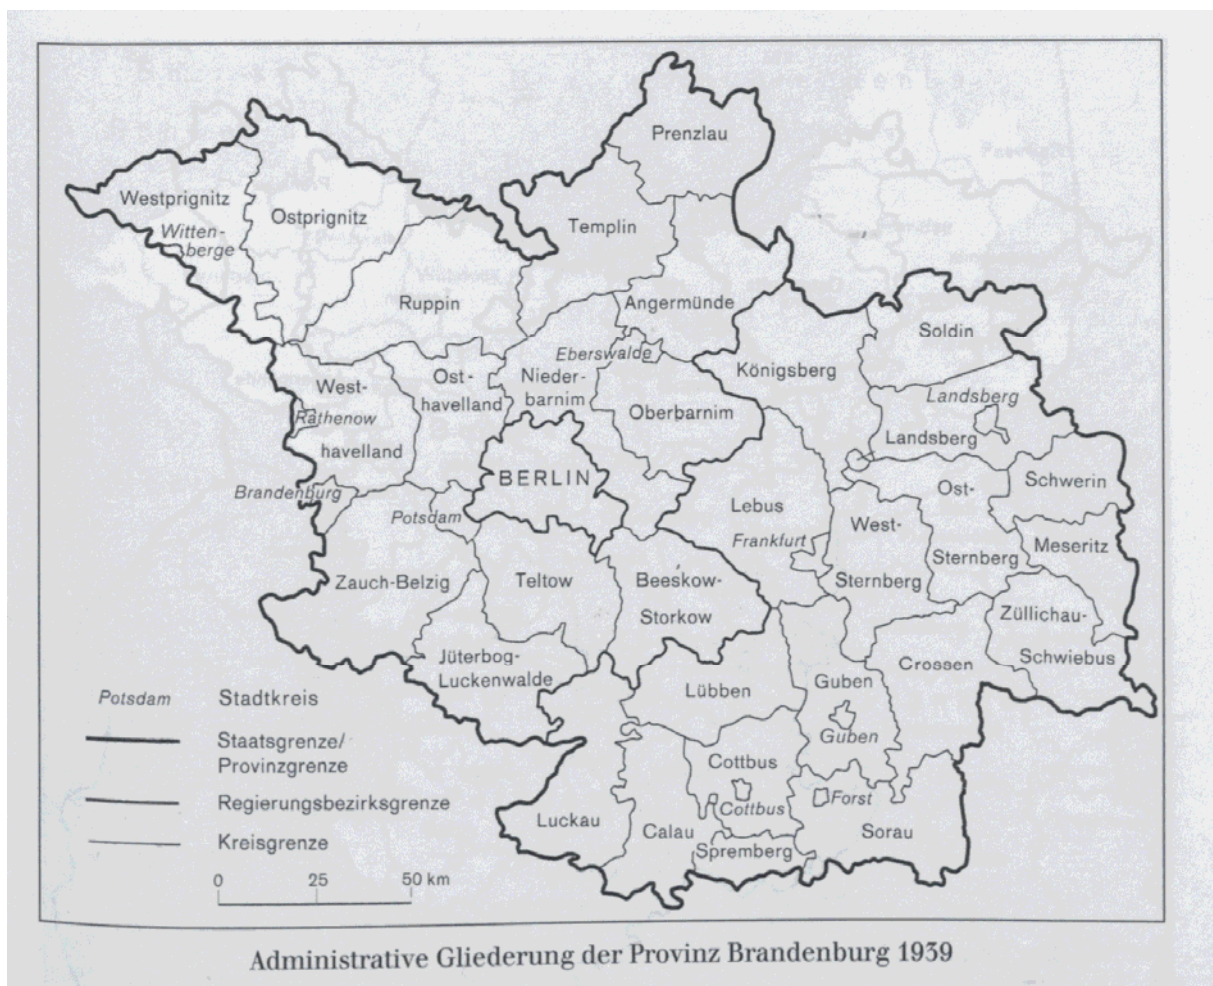 Prenzlau
Westprignitz
Ostprignitz
Witten-
berge
Templin
Ruppin
Angermünde
Soldin
Eberswalde
Königsberg
West-
Ost-
havelland
Nieder-
barnim
Landsberg
Rathenow
Oberbarnim
havelland
Landsberg
BERLIN
Schwerin
Brandenburg
Ost-
Potsdam
Lebus
West-
Frankfurt
Sternberg
Meseritz
Zauch-Belzig
Teltow
Beeskow-
Storkow
Sternberg
Züllichau-
Schwiebus
Jüterbog-
Luckenwalde
Crossen
Lübben
Guben
Guben
Cottbus
Cottbus
Forst
Luckau
Calau
Sorau
Spremberg
Potsdam Stadtkreis
Staatsgrenze/
Provinzgrenze
Regierungsbezirksgrenze
Kreisgrenze
0 25 50 km
Administrative Gliederung der Provinz Brandenburg 1939